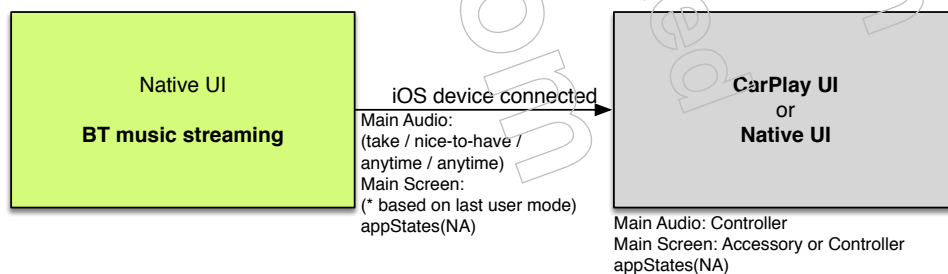 Native UI
BT music streaming
iOS device connected
Main Audio:
(take / nice-to-have /
anytime / anytime)
Main Screen:
(* based on last user mode)
appStates(NA)
CarPlay UI
or
Native UI
Main Audio: Controller
Main Screen: Accessory or Controller
appStates(NA)